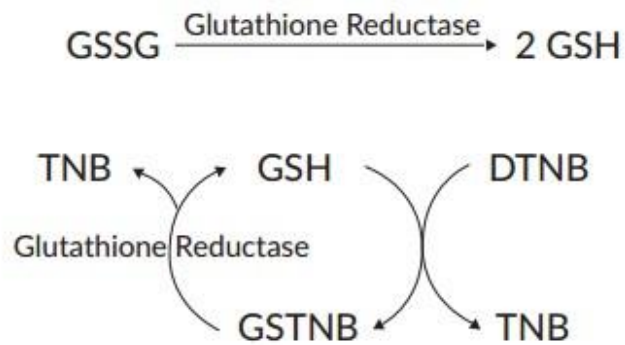 Glutathione Reductase
GSSG 2 GSH
TNB GSH DTNB
Glutathione Reductase
GSTNB TNB